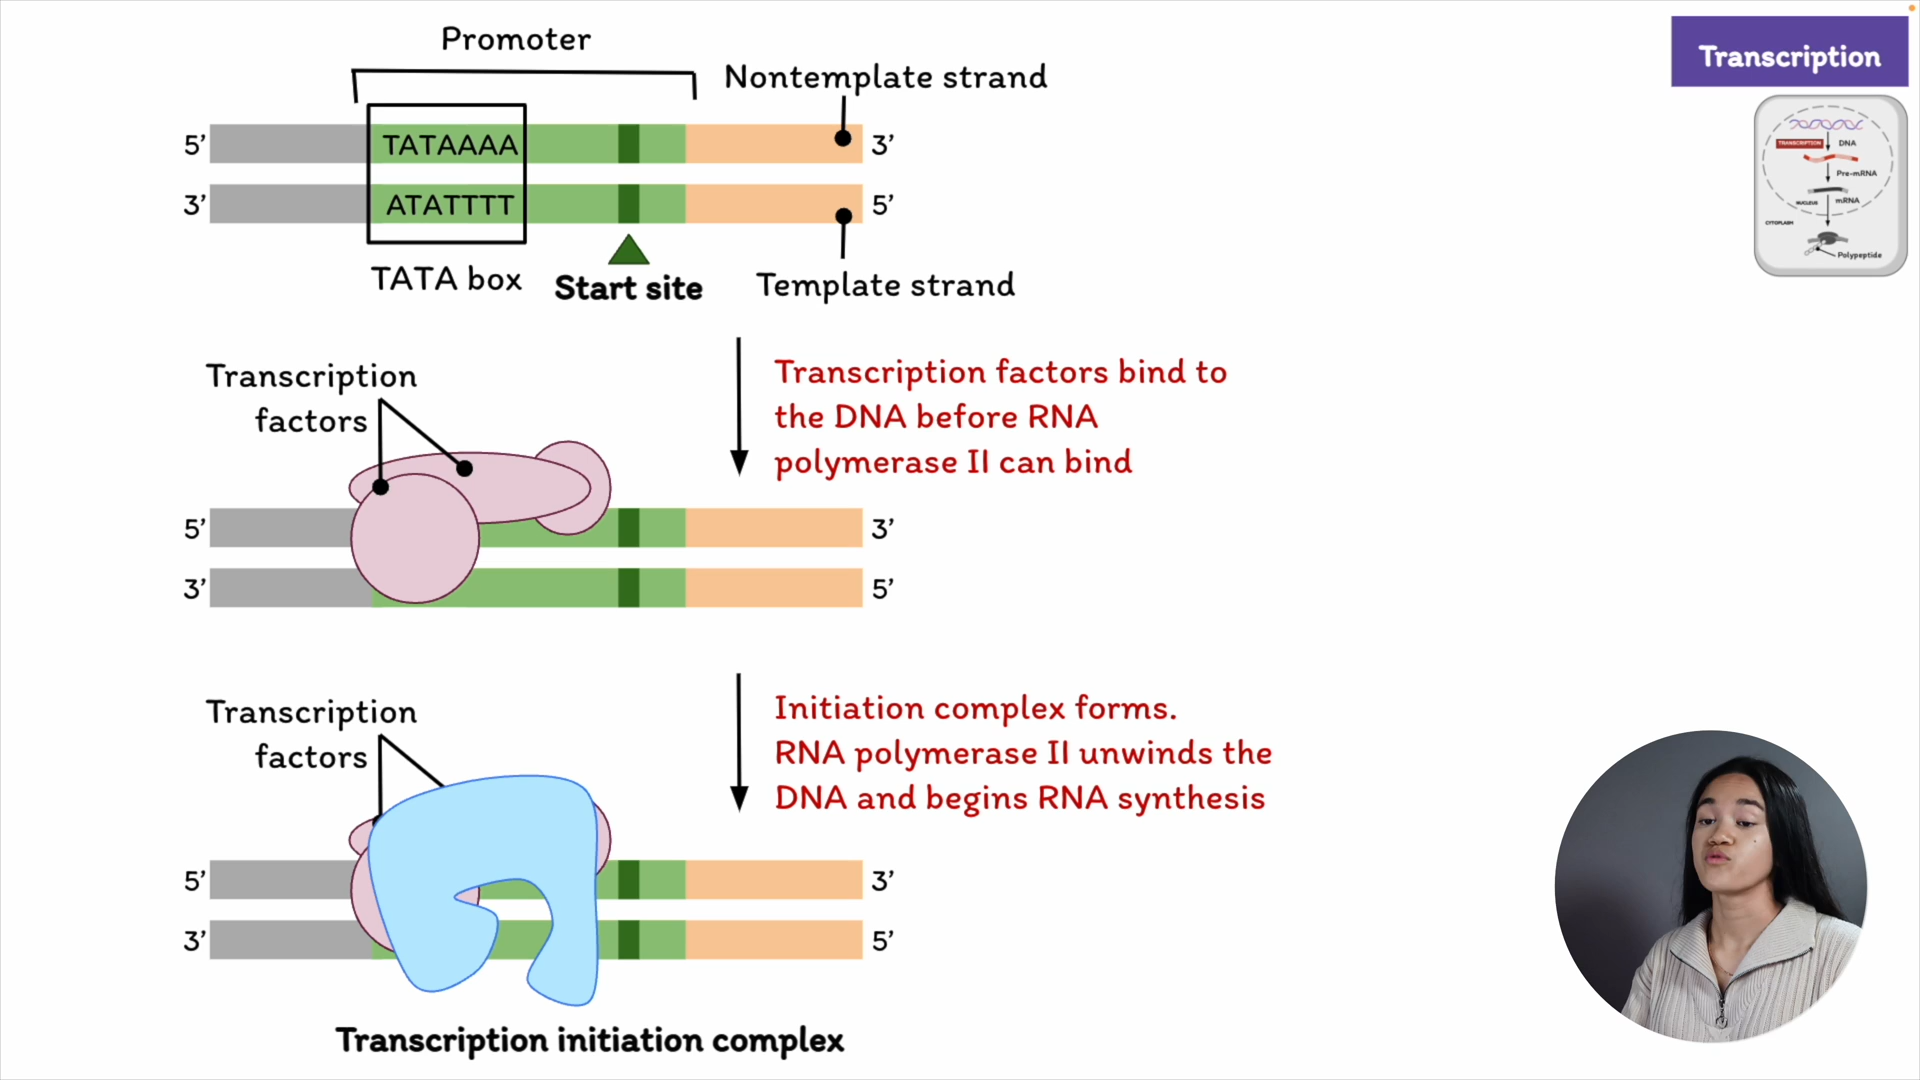 Promoter
Nontemplate strand
5’ TATAAAA 3’
3’ ATATTTT 5’
TATA box
Start site
Template strand
Transcription
factors
Transcription factors bind to
the DNA before RNA
polymerase II can bind
5’ 3’
3’ 5’
Transcription
factors
Initiation complex forms.
RNA polymerase II unwinds the
DNA and begins RNA synthesis
5’ 3’
3’ 5’
Transcription initiation complex
Transcription
TRANSCRIPTION
DNA
Pre-mRNA
NUCLEUS
mRNA
CYTOPLASM
Polypeptide